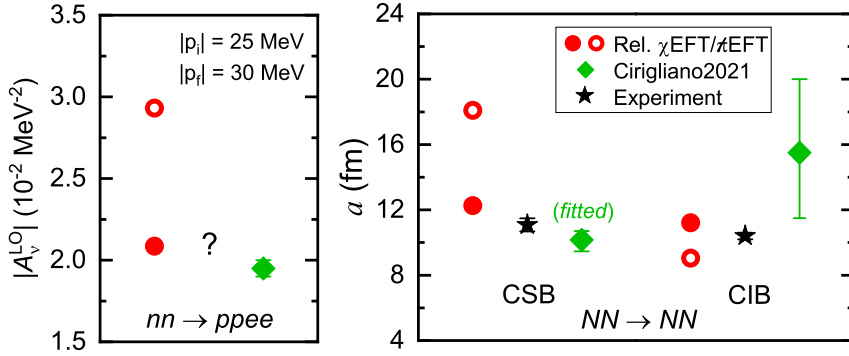 |pᵢ| = 25 MeV
|p_f| = 30 MeV
|A_ν^LO| (10⁻² MeV⁻²)
3.5
3.0
2.5
2.0
1.5
?
nn → ppee
a (fm)
24
20
16
12
8
4
Rel. χEFT/π̸EFT
Cirigliano2021
Experiment
(fitted)
CSB
CIB
NN → NN